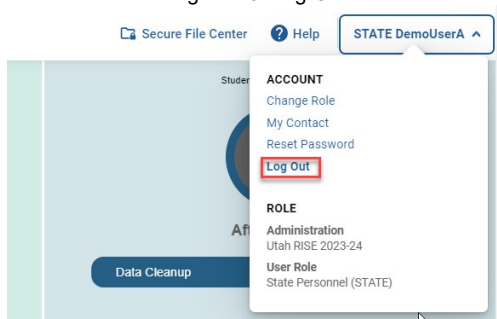 Secure File Center
Help
STATE DemoUserA
ACCOUNT
Change Role
My Contact
Reset Password
Log Out
ROLE
Administration
Utah RISE 2023-24
User Role
State Personnel (STATE)
Data Cleanup